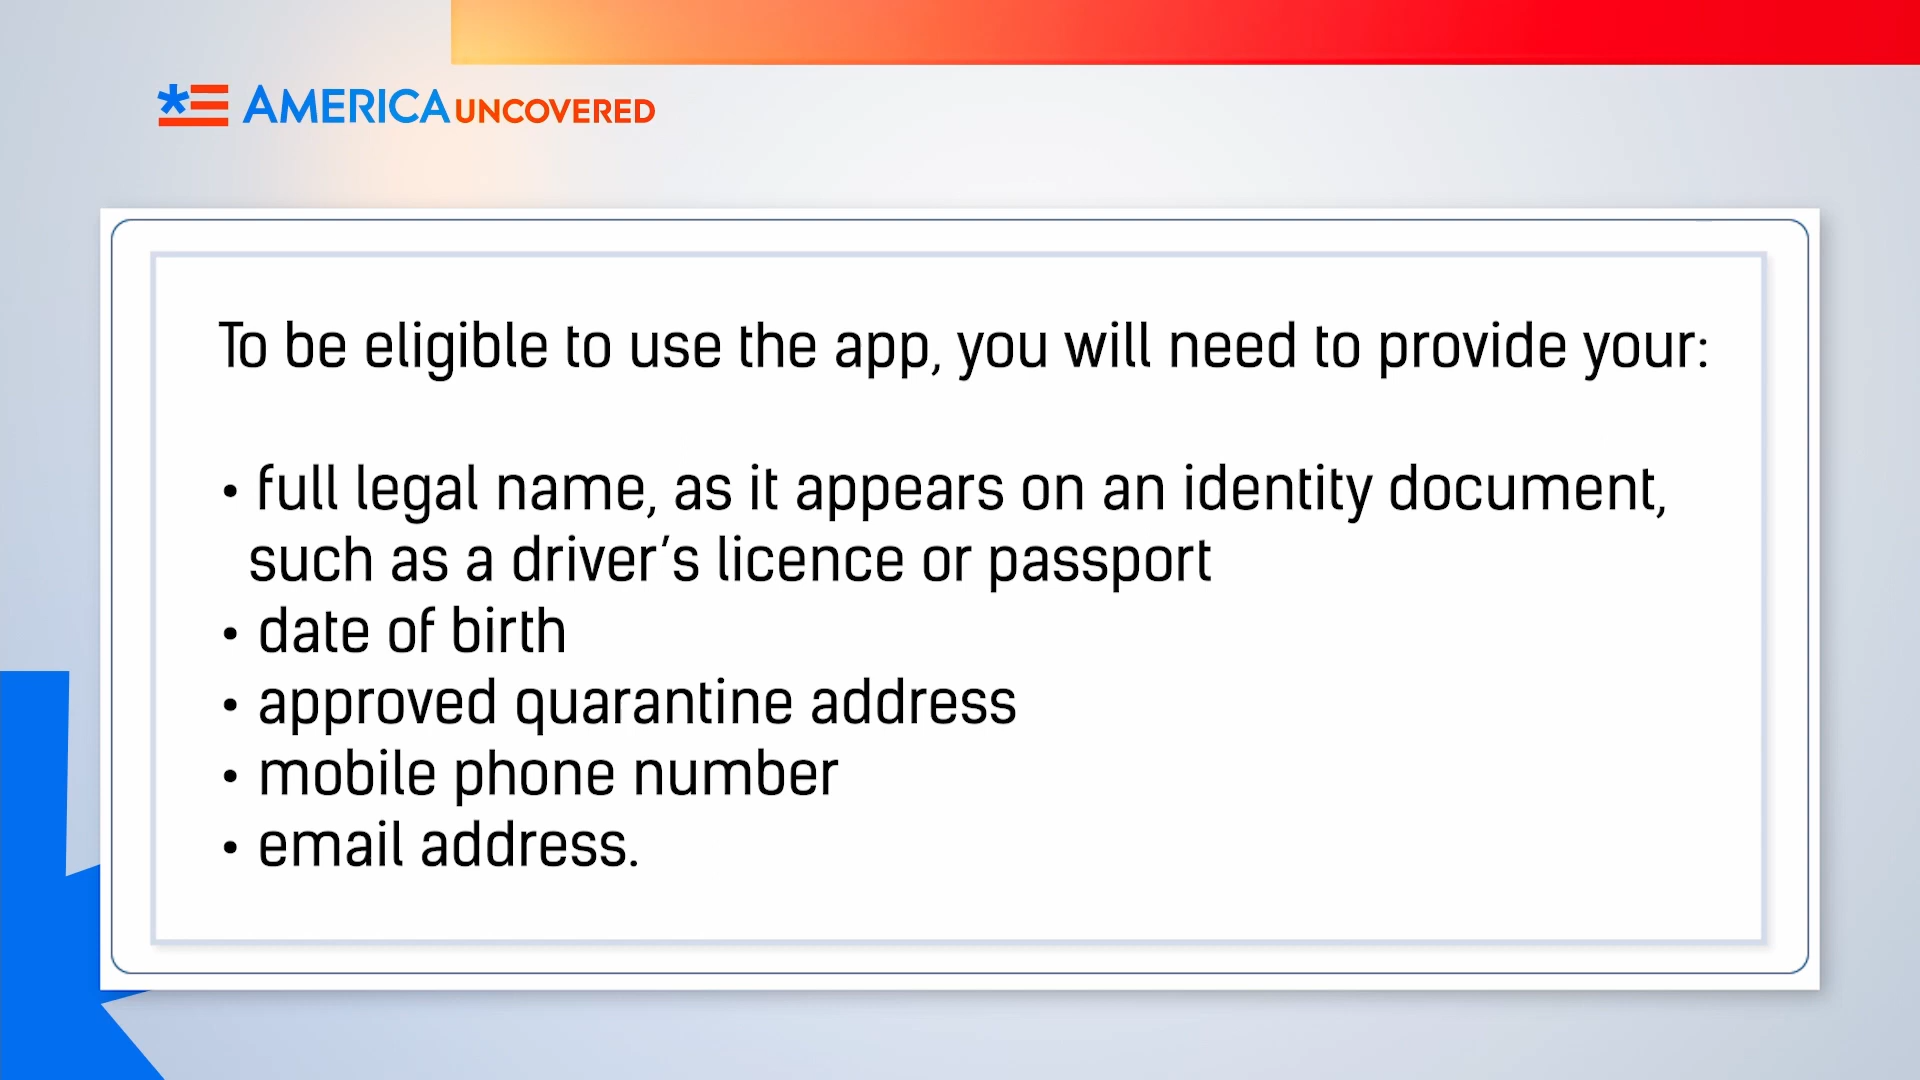 AMERICA UNCOVERED
To be eligible to use the app, you will need to provide your:
• full legal name, as it appears on an identity document,
such as a driver’s licence or passport
• date of birth
• approved quarantine address
• mobile phone number
• email address.